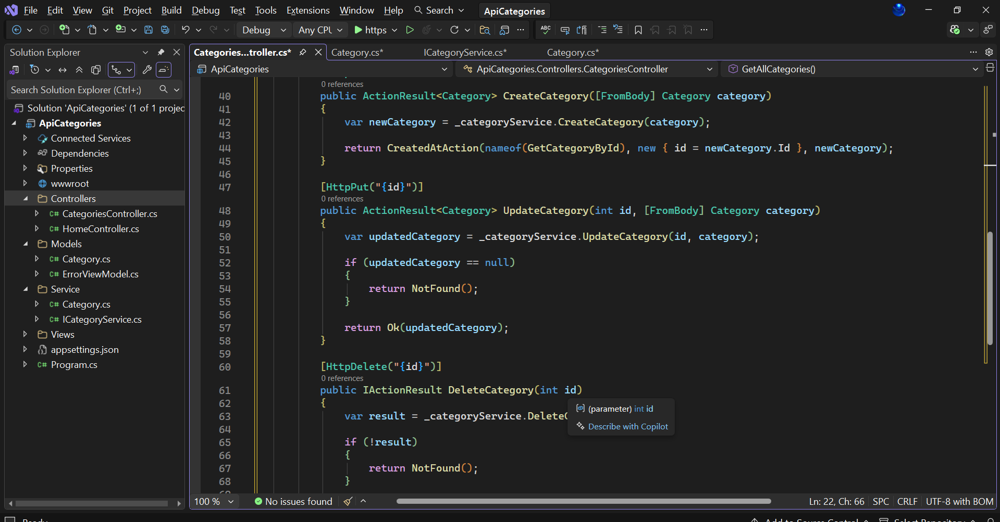 File Edit View Git Project Build Debug Test Tools Extensions Window Help Search ApiCategories
Debug Any CPU https
Solution Explorer
Search Solution Explorer (Ctrl+;)
Solution 'ApiCategories' (1 of 1 projec
ApiCategories
Connected Services
Dependencies
Properties
wwwroot
Controllers
C# CategoriesController.cs
C# HomeController.cs
Models
C# Category.cs
C# ErrorViewModel.cs
Service
C# Category.cs
C# ICategoryService.cs
Views
appsettings.json
C# Program.cs
Categories...troller.cs* Category.cs* ICategoryService.cs* Category.cs*
ApiCategories ApiCategories.Controllers.CategoriesController GetAllCategories()
0 references
40 public ActionResult<Category> CreateCategory([FromBody] Category category)
41 {
42 var newCategory = _categoryService.CreateCategory(category);
43
44 return CreatedAtAction(nameof(GetCategoryById), new { id = newCategory.Id }, newCategory);
45 }
46
47 [HttpPut("{id}")]
0 references
48 public ActionResult<Category> UpdateCategory(int id, [FromBody] Category category)
49 {
50 var updatedCategory = _categoryService.UpdateCategory(id, category);
51
52 if (updatedCategory == null)
53 {
54 return NotFound();
55 }
56
57 return Ok(updatedCategory);
58 }
59
60 [HttpDelete("{id}")]
0 references
61 public IActionResult DeleteCategory(int id)
62 {
(parameter) int id
63 var result = _categoryService.DeleteC
Describe with Copilot
64
65 if (!result)
66 {
67 return NotFound();
68 }
100 % No issues found Ln: 22, Ch: 66 SPC CRLF UTF-8 with BOM
Ready Add to Source Control Select Repository